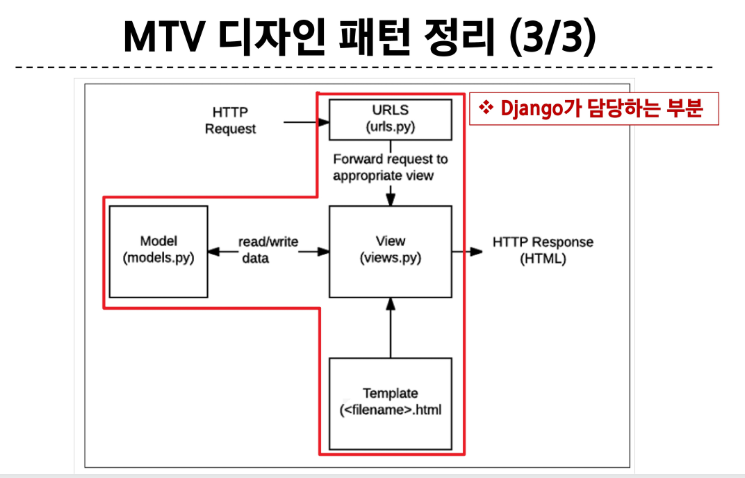 MTV 디자인 패턴 정리 (3/3)
❖ Django가 담당하는 부분
HTTP
Request
URLS
(urls.py)
Forward request to
appropriate view
Model
(models.py)
read/write
data
View
(views.py)
HTTP Response
(HTML)
Template
(<filename>.html